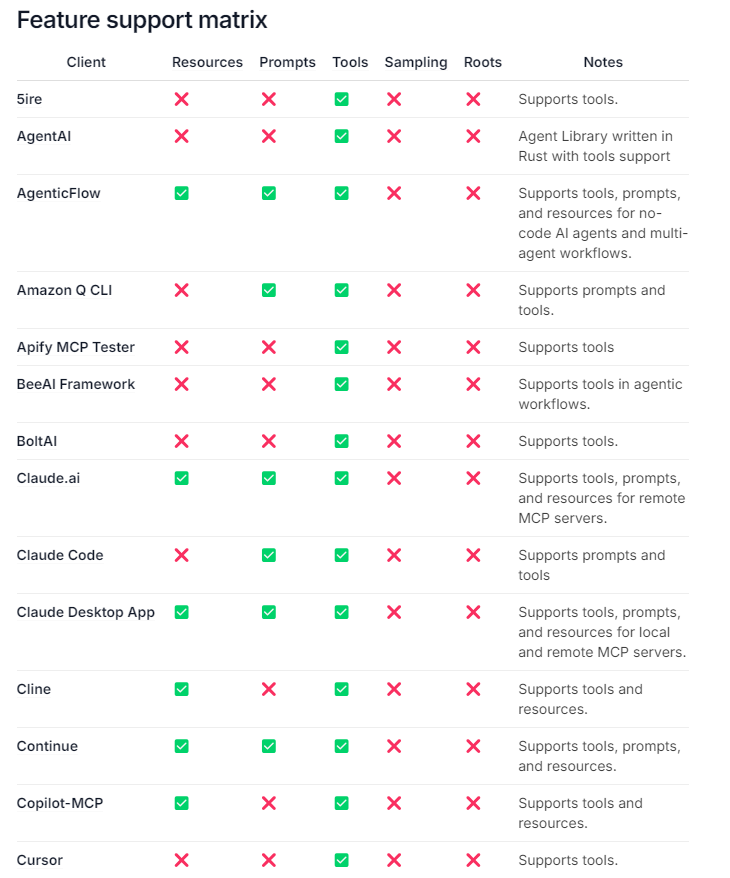 Feature support matrix
Client Resources Prompts Tools Sampling Roots Notes
5ire ❌ ❌ ✅ ❌ ❌ Supports tools.
AgentAI ❌ ❌ ✅ ❌ ❌ Agent Library written in
Rust with tools support
AgenticFlow ✅ ✅ ✅ ❌ ❌ Supports tools, prompts,
and resources for no-
code AI agents and multi-
agent workflows.
Amazon Q CLI ❌ ✅ ✅ ❌ ❌ Supports prompts and
tools.
Apify MCP Tester ❌ ❌ ✅ ❌ ❌ Supports tools
BeeAI Framework ❌ ❌ ✅ ❌ ❌ Supports tools in agentic
workflows.
BoltAI ❌ ❌ ✅ ❌ ❌ Supports tools.
Claude.ai ✅ ✅ ✅ ❌ ❌ Supports tools, prompts,
and resources for remote
MCP servers.
Claude Code ❌ ✅ ✅ ❌ ❌ Supports prompts and
tools
Claude Desktop App ✅ ✅ ✅ ❌ ❌ Supports tools, prompts,
and resources for local
and remote MCP servers.
Cline ✅ ❌ ✅ ❌ ❌ Supports tools and
resources.
Continue ✅ ✅ ✅ ❌ ❌ Supports tools, prompts,
and resources.
Copilot-MCP ✅ ❌ ✅ ❌ ❌ Supports tools and
resources.
Cursor ❌ ❌ ✅ ❌ ❌ Supports tools.